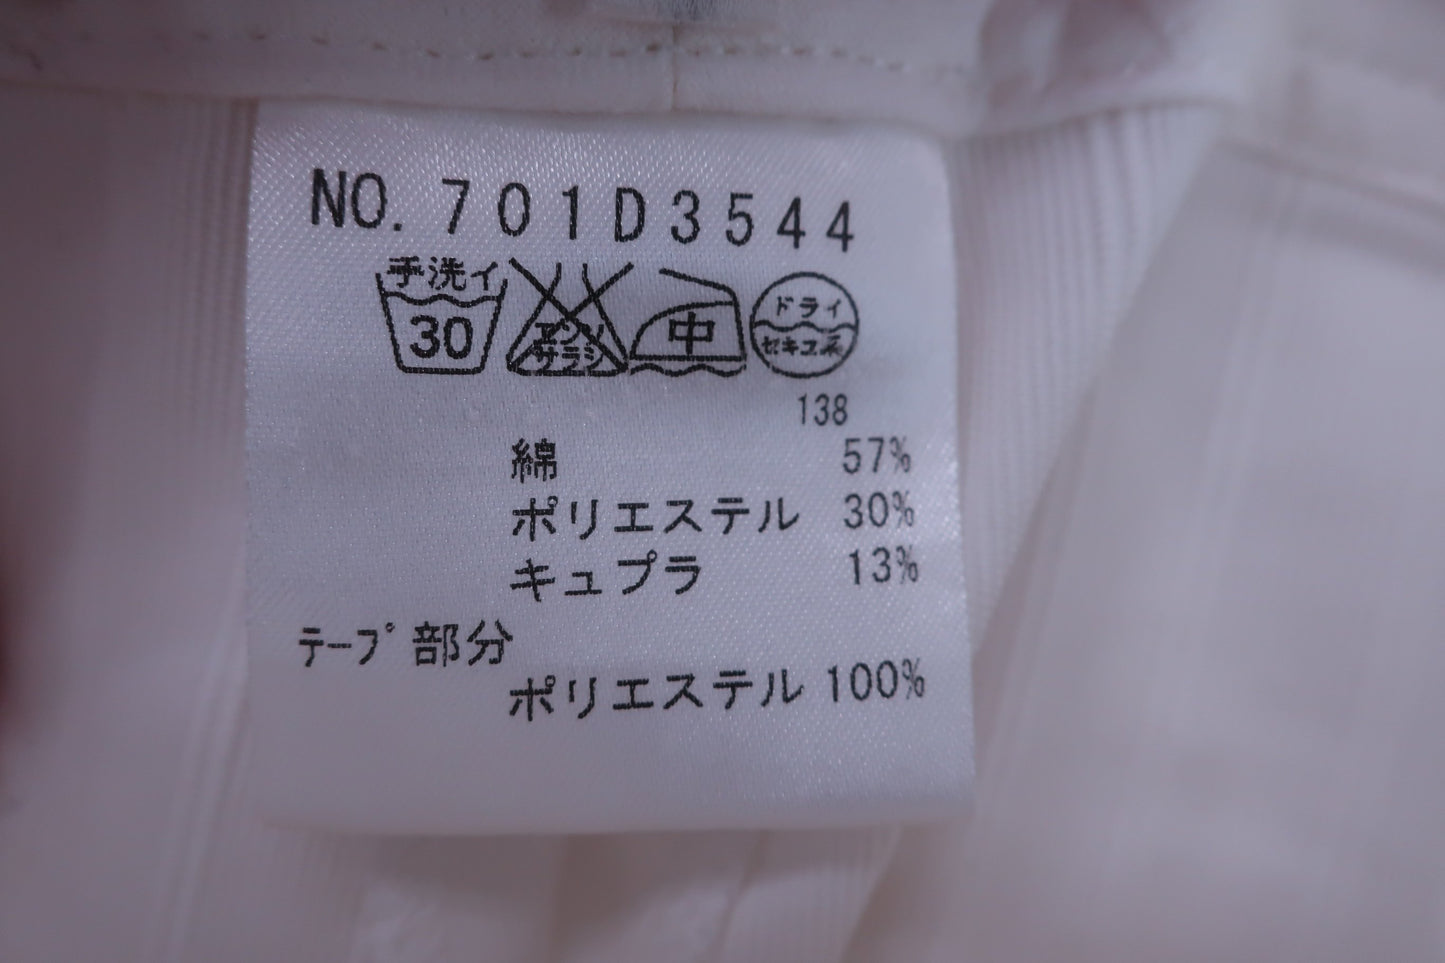 NO. 701D3544
手洗イ
30
エンソ
サラシ
中
ドライ
セキユ系
138
綿 57%
ポリエステル 30%
キュプラ 13%
テープ部分
ポリエステル 100%